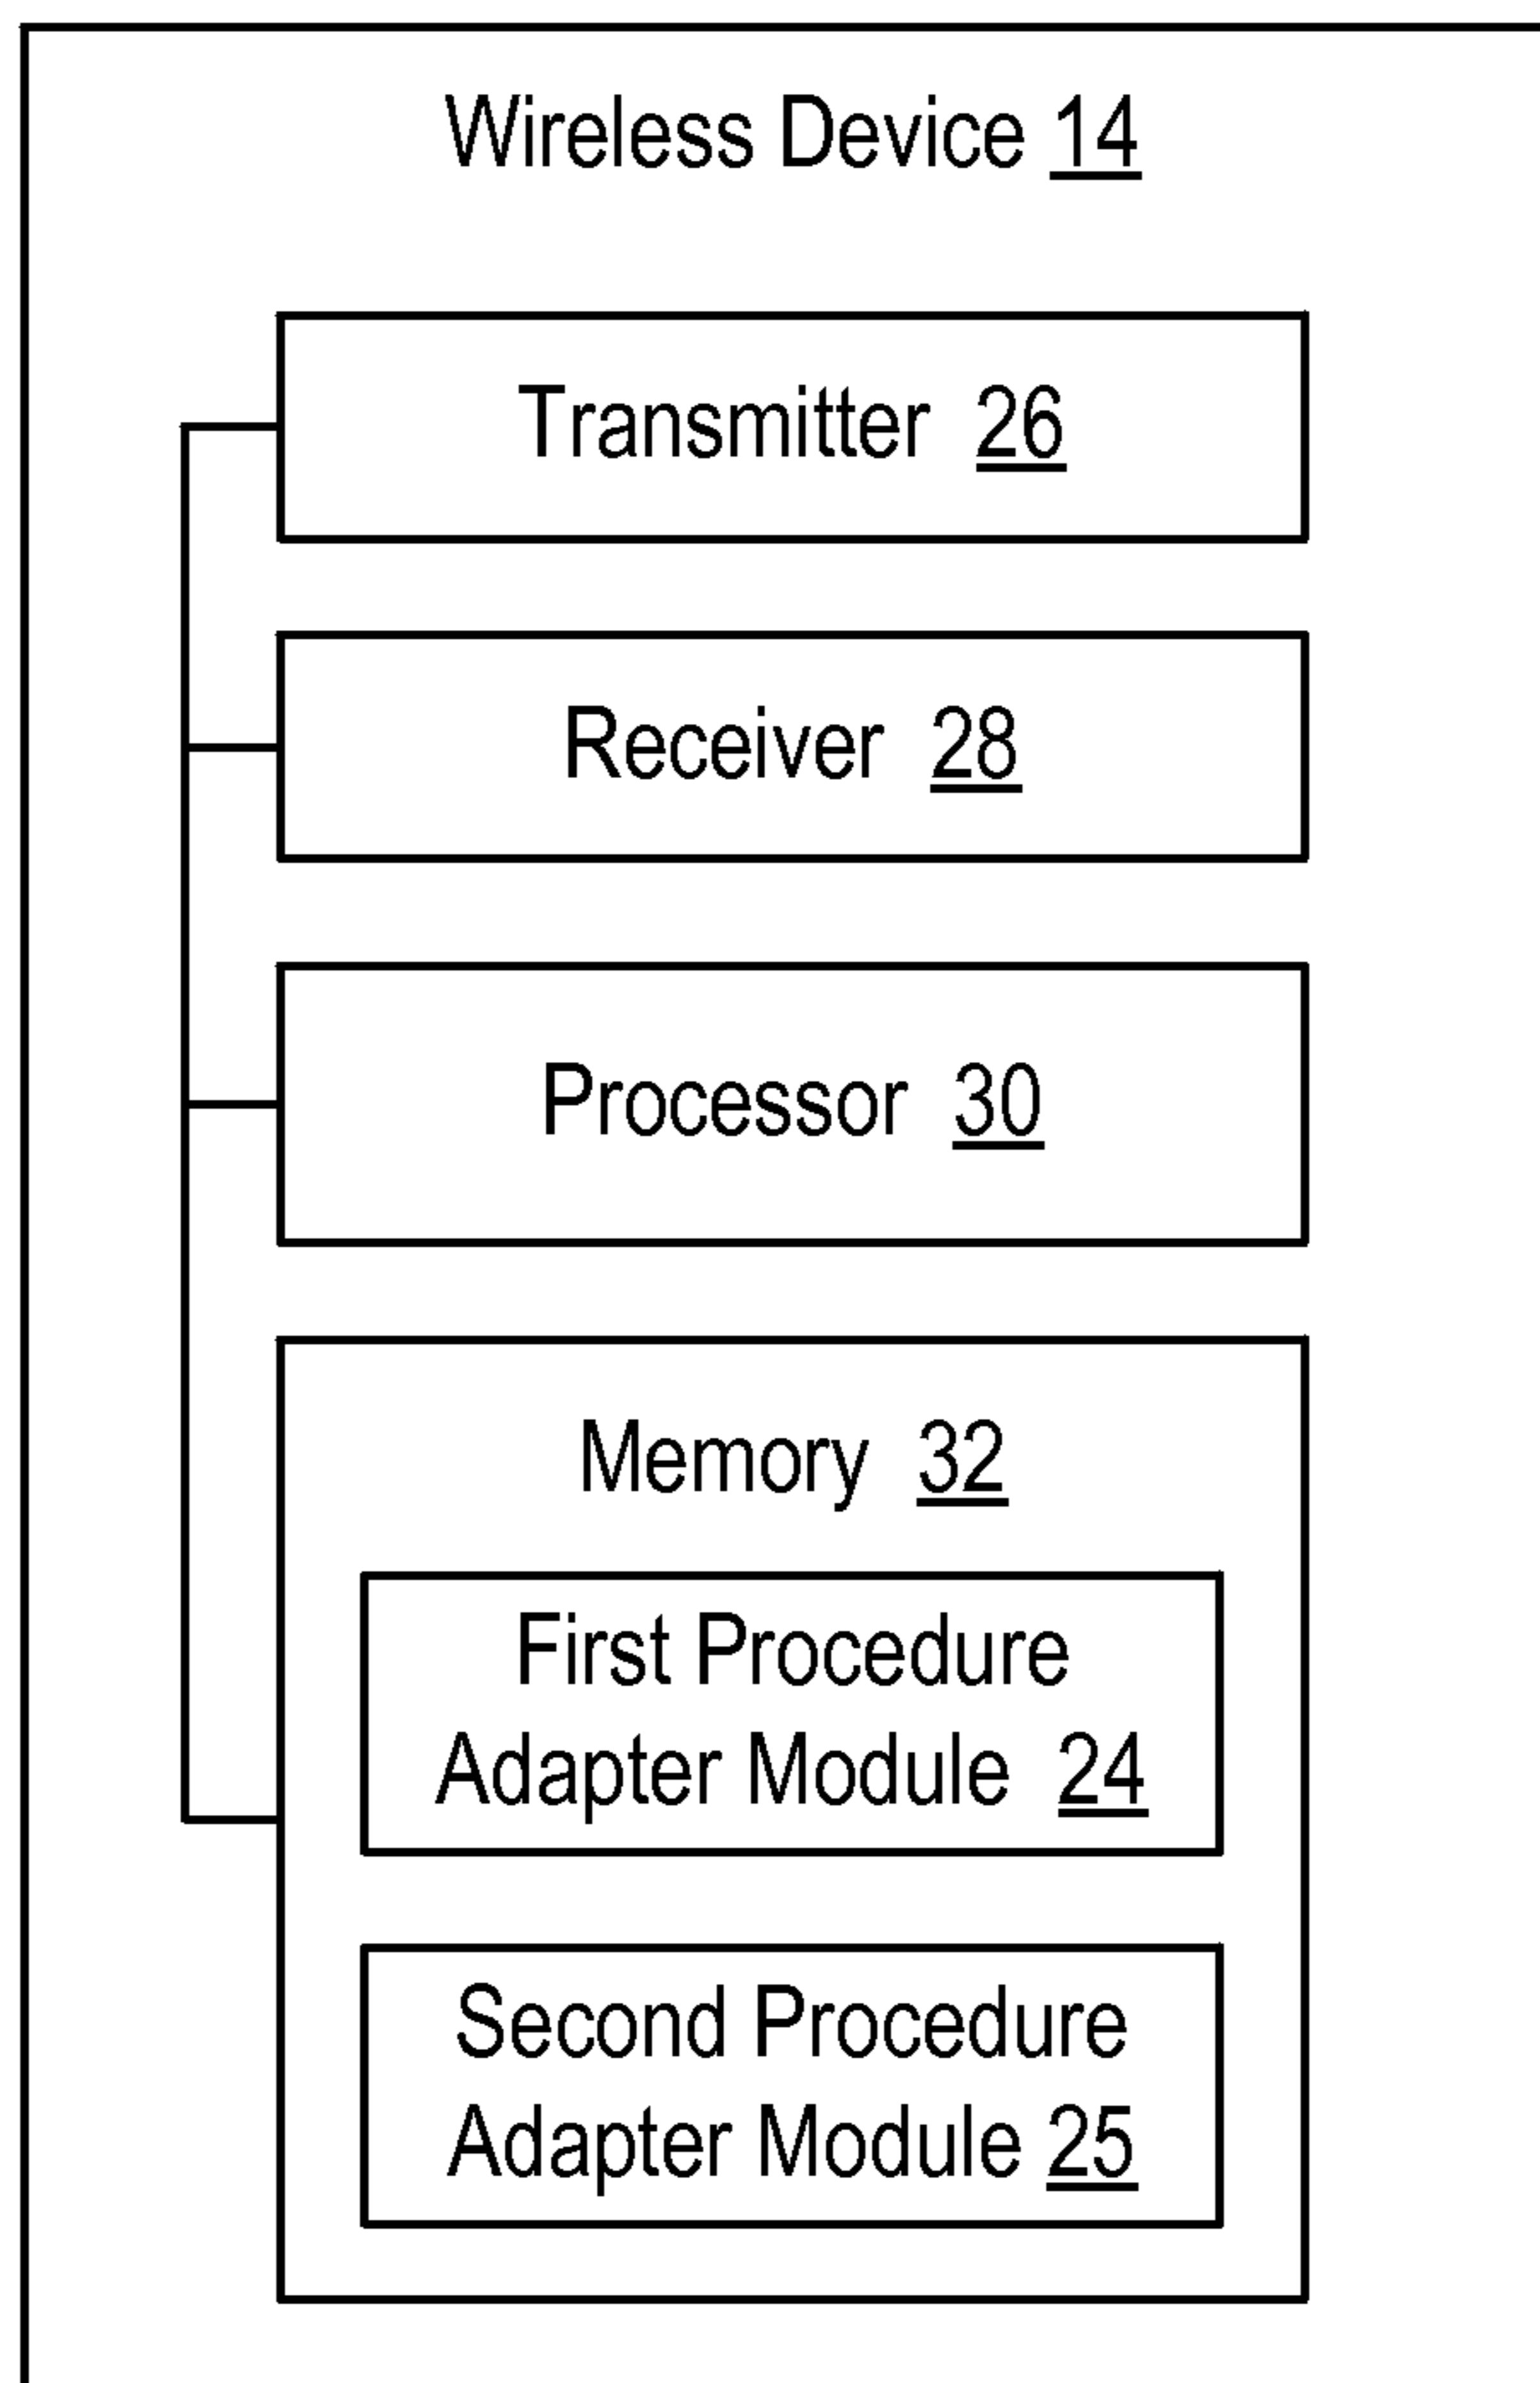 Wireless Device 14
Transmitter 26
Receiver 28
Processor 30
Memory 32
First Procedure
Adapter Module 24
Second Procedure
Adapter Module 25